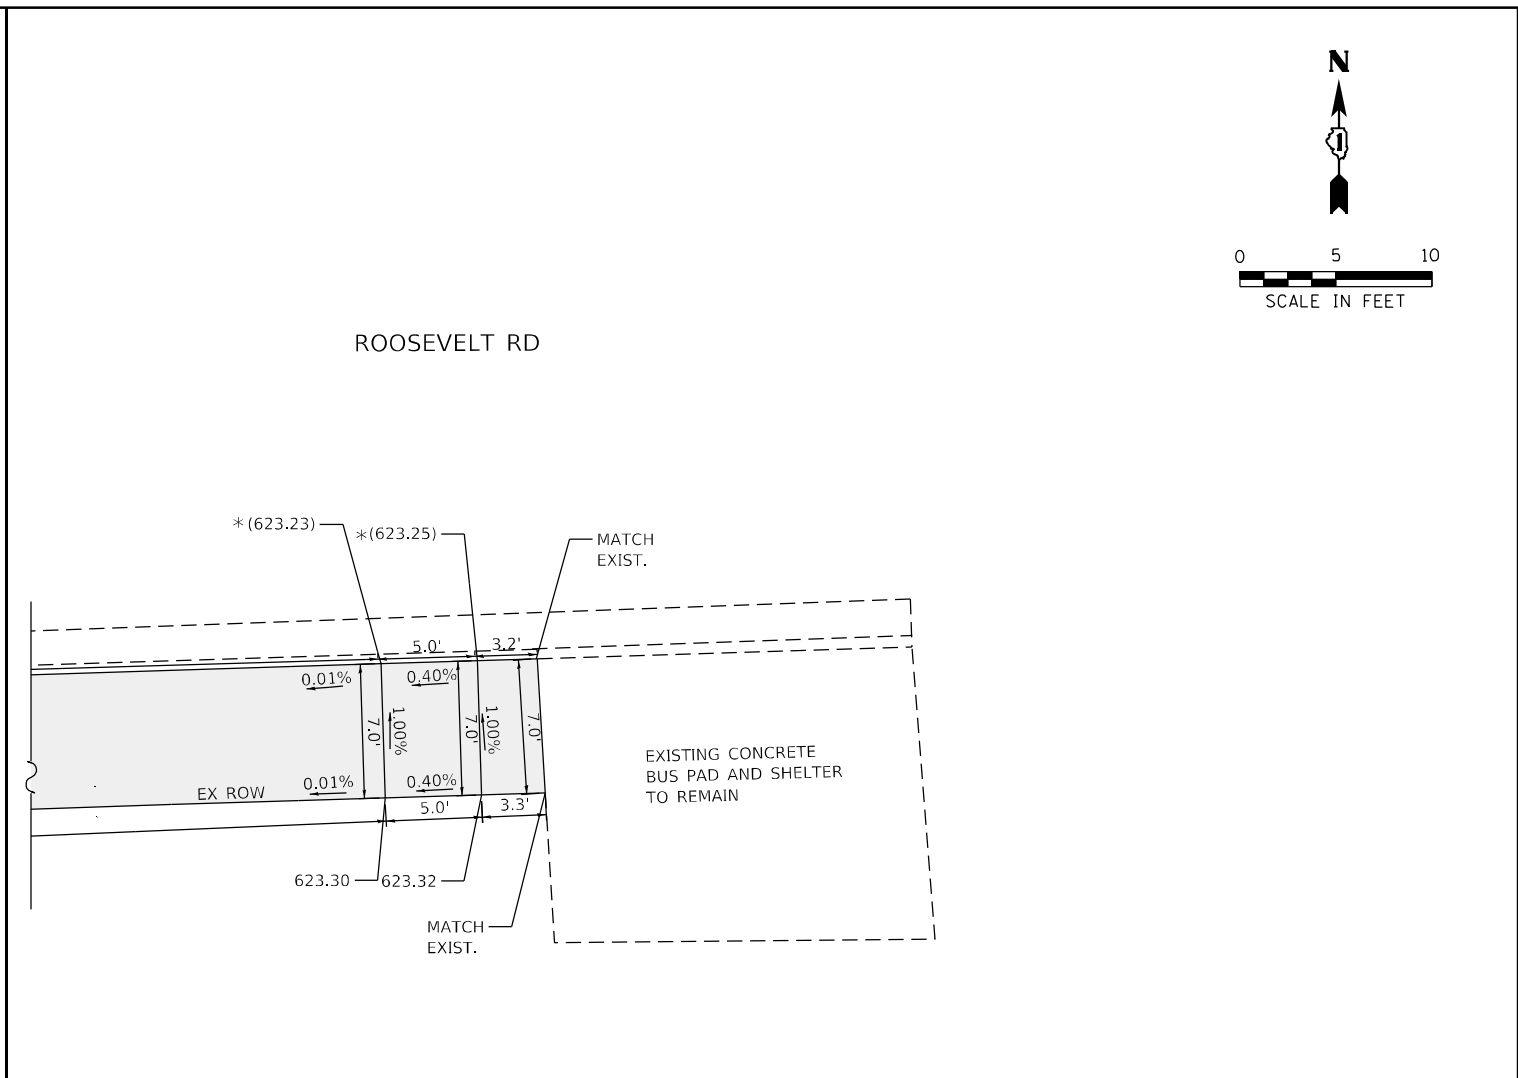 N
1
0 5 10
SCALE IN FEET
ROOSEVELT RD
*(623.23)
*(623.25)
MATCH
EXIST.
5.0'
3.2'
0.01%
0.40%
7.0'
1.00%
7.0'
1.00%
7.0'
EXISTING CONCRETE
BUS PAD AND SHELTER
TO REMAIN
EX ROW
0.01%
0.40%
5.0'
3.3'
623.30
623.32
MATCH
EXIST.